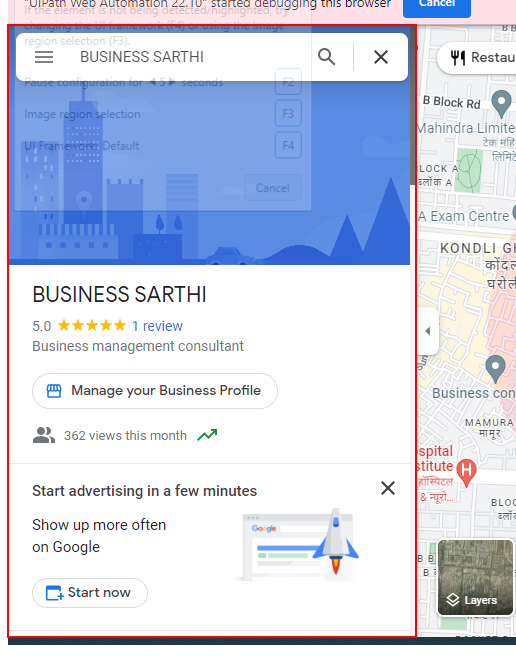 "UiPath Web Automation 22.10" started debugging this browser
Cancel
If the element is not being detected/highlighted, try
changing the UI framework (F4) or using the image
region selection (F3).
BUSINESS SARTHI
Pause configuration for 5 seconds
F2
Image region selection
F3
UI Framework: Default
F4
Cancel
BUSINESS SARTHI
5.0 1 review
Business management consultant
Manage your Business Profile
362 views this month
Start advertising in a few minutes
Show up more often
on Google
Google
Start now
Restau
B Block Rd
Mahindra Limite
टेक महि
लिमिटे
LOCK A
ब्लॉक A
A Exam Centre
KONDLI GH
कोंदल
घरोल
Business con
MAMURA
मामूर
spital
stitute
हॉस्पिटल
& न्यूरो...
H
BLOC
ब्लॉ
B B
Layers